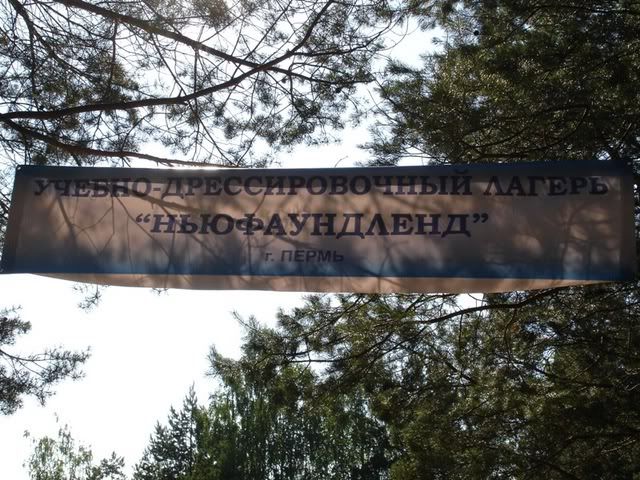 УЧЕБНО-ДРЕССИРОВОЧНЫЙ ЛАГЕРЬ
“НЬЮФАУНДЛЕНД”
г. ПЕРМЬ